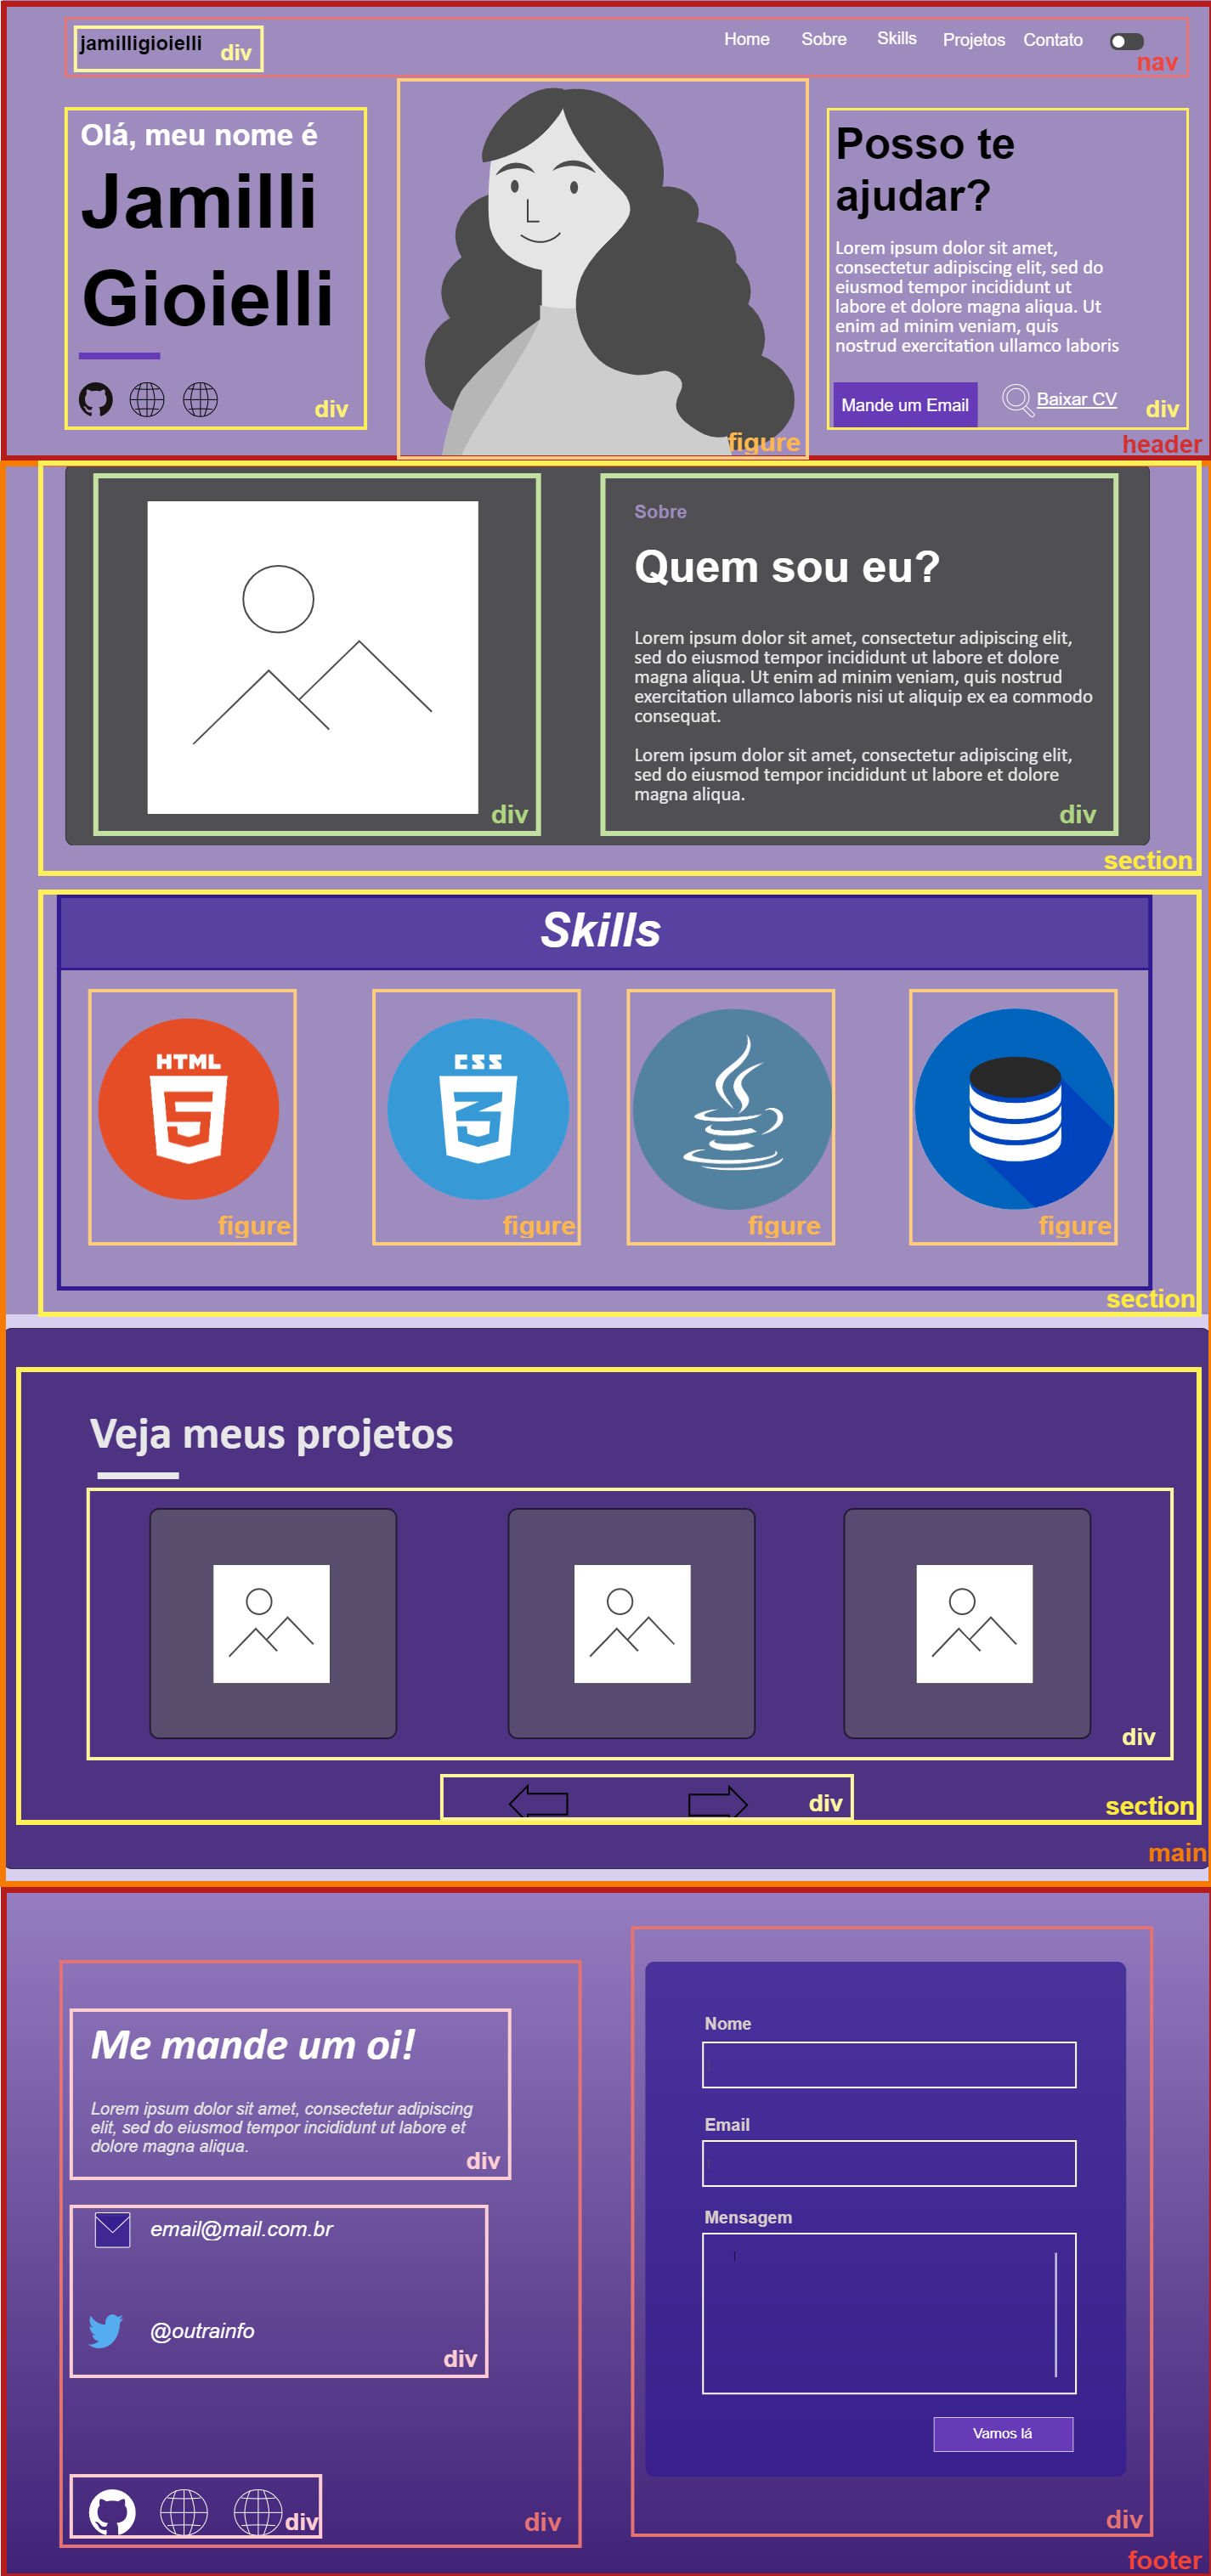 jamilligioielli
div
Home Sobre Skills Projetos Contato
nav
Olá, meu nome é
Jamilli
Gioielli
div
figure
Posso te
ajudar?
Lorem ipsum dolor sit amet,
consectetur adipiscing elit, sed do
eiusmod tempor incididunt ut
labore et dolore magna aliqua. Ut
enim ad minim veniam, quis
nostrud exercitation ullamco laboris
Mande um Email
Baixar CV
div
header
div
Sobre
Quem sou eu?
Lorem ipsum dolor sit amet, consectetur adipiscing elit,
sed do eiusmod tempor incididunt ut labore et dolore
magna aliqua. Ut enim ad minim veniam, quis nostrud
exercitation ullamco laboris nisi ut aliquip ex ea commodo
consequat.
Lorem ipsum dolor sit amet, consectetur adipiscing elit,
sed do eiusmod tempor incididunt ut labore et dolore
magna aliqua.
div
section
Skills
HTML
5
CSS
3
figure
figure
figure
figure
section
Veja meus projetos
div
div
section
main
Me mande um oi!
Lorem ipsum dolor sit amet, consectetur adipiscing
elit, sed do eiusmod tempor incididunt ut labore et
dolore magna aliqua.
div
email@mail.com.br
@outrainfo
div
div
div
Nome
Email
Mensagem
Vamos lá
div
footer